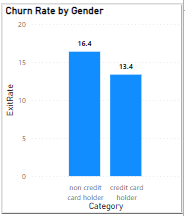 Churn Rate by Gender
20
16.4
15
13.4
10
ExitRate
5
0
non credit
card holder
credit card
holder
Category